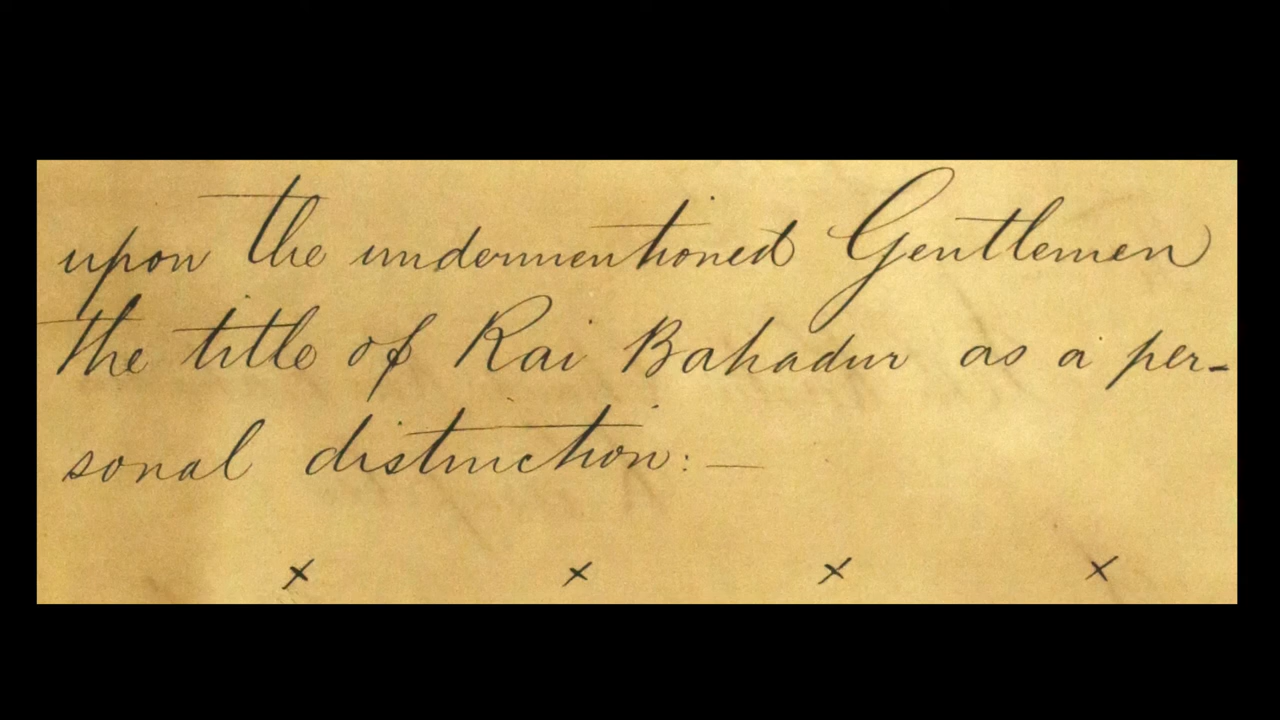 upon the undermentioned Gentlemen
the title of Rai Bahadur as a per-
sonal distinction:—
x x x x